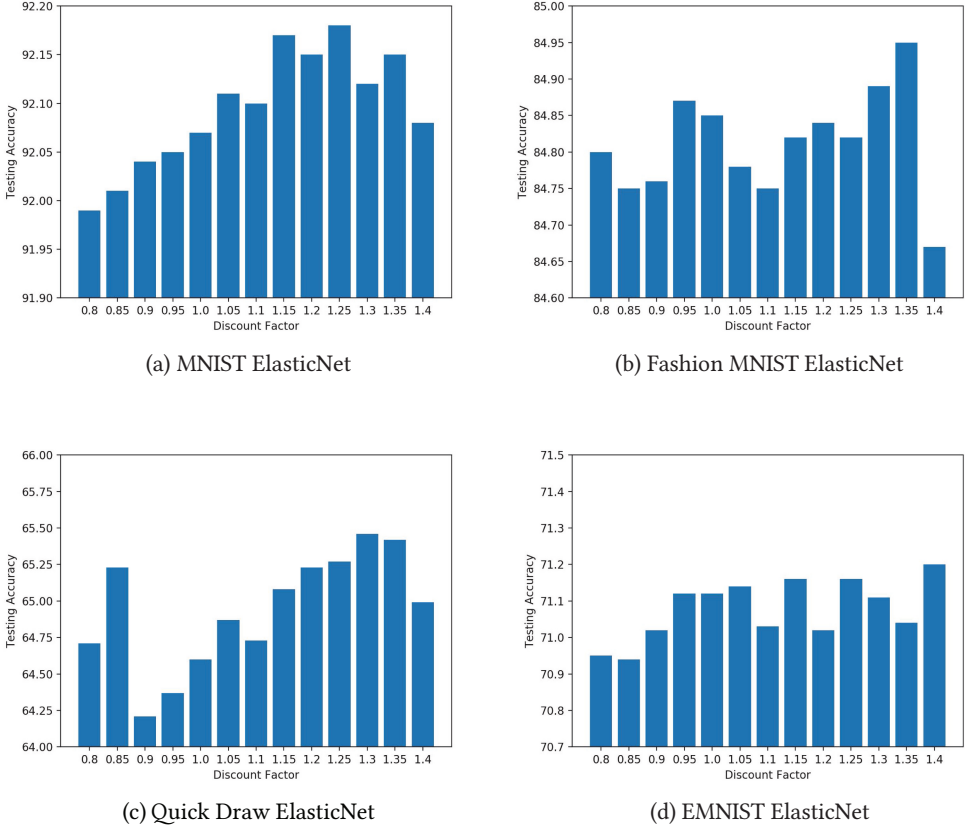 92.20
92.15
92.10
92.05
92.00
91.95
91.90
Testing Accuracy
0.8 0.85 0.9 0.95 1.0 1.05 1.1 1.15 1.2 1.25 1.3 1.35 1.4
Discount Factor
(a) MNIST ElasticNet
85.00
84.95
84.90
84.85
84.80
84.75
84.70
84.65
84.60
Testing Accuracy
0.8 0.85 0.9 0.95 1.0 1.05 1.1 1.15 1.2 1.25 1.3 1.35 1.4
Discount Factor
(b) Fashion MNIST ElasticNet
66.00
65.75
65.50
65.25
65.00
64.75
64.50
64.25
64.00
Testing Accuracy
0.8 0.85 0.9 0.95 1.0 1.05 1.1 1.15 1.2 1.25 1.3 1.35 1.4
Discount Factor
(c) Quick Draw ElasticNet
71.5
71.4
71.3
71.2
71.1
71.0
70.9
70.8
70.7
Testing Accuracy
0.8 0.85 0.9 0.95 1.0 1.05 1.1 1.15 1.2 1.25 1.3 1.35 1.4
Discount Factor
(d) EMNIST ElasticNet